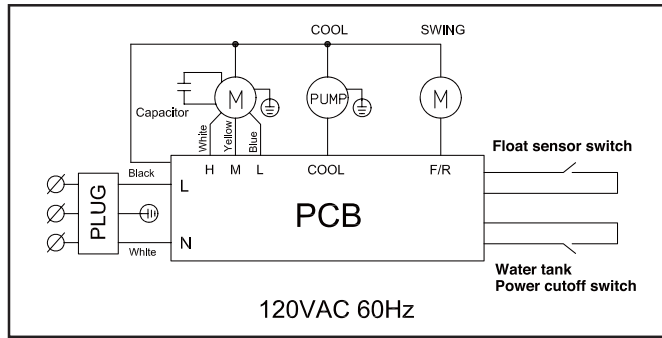 COOL
SWING
Capacitor
M
PUMP
M
White
Yellow
Blue
Float sensor switch
Black
H M L
COOL
F/R
L
PLUG
PCB
N
White
Water tank
Power cutoff switch
120VAC 60Hz